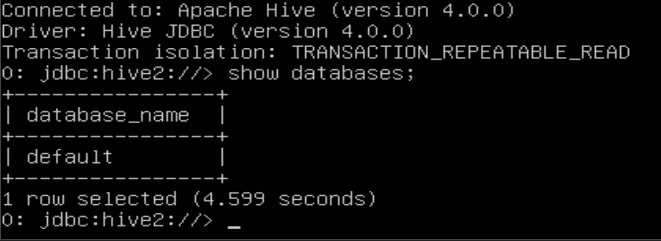 Connected to: Apache Hive (version 4.0.0)
Driver: Hive JDBC (version 4.0.0)
Transaction isolation: TRANSACTION_REPEATABLE_READ
0: jdbc:hive2://> show databases;
+----------------+
| database_name  |
+----------------+
| default        |
+----------------+
1 row selected (4.599 seconds)
0: jdbc:hive2://> _